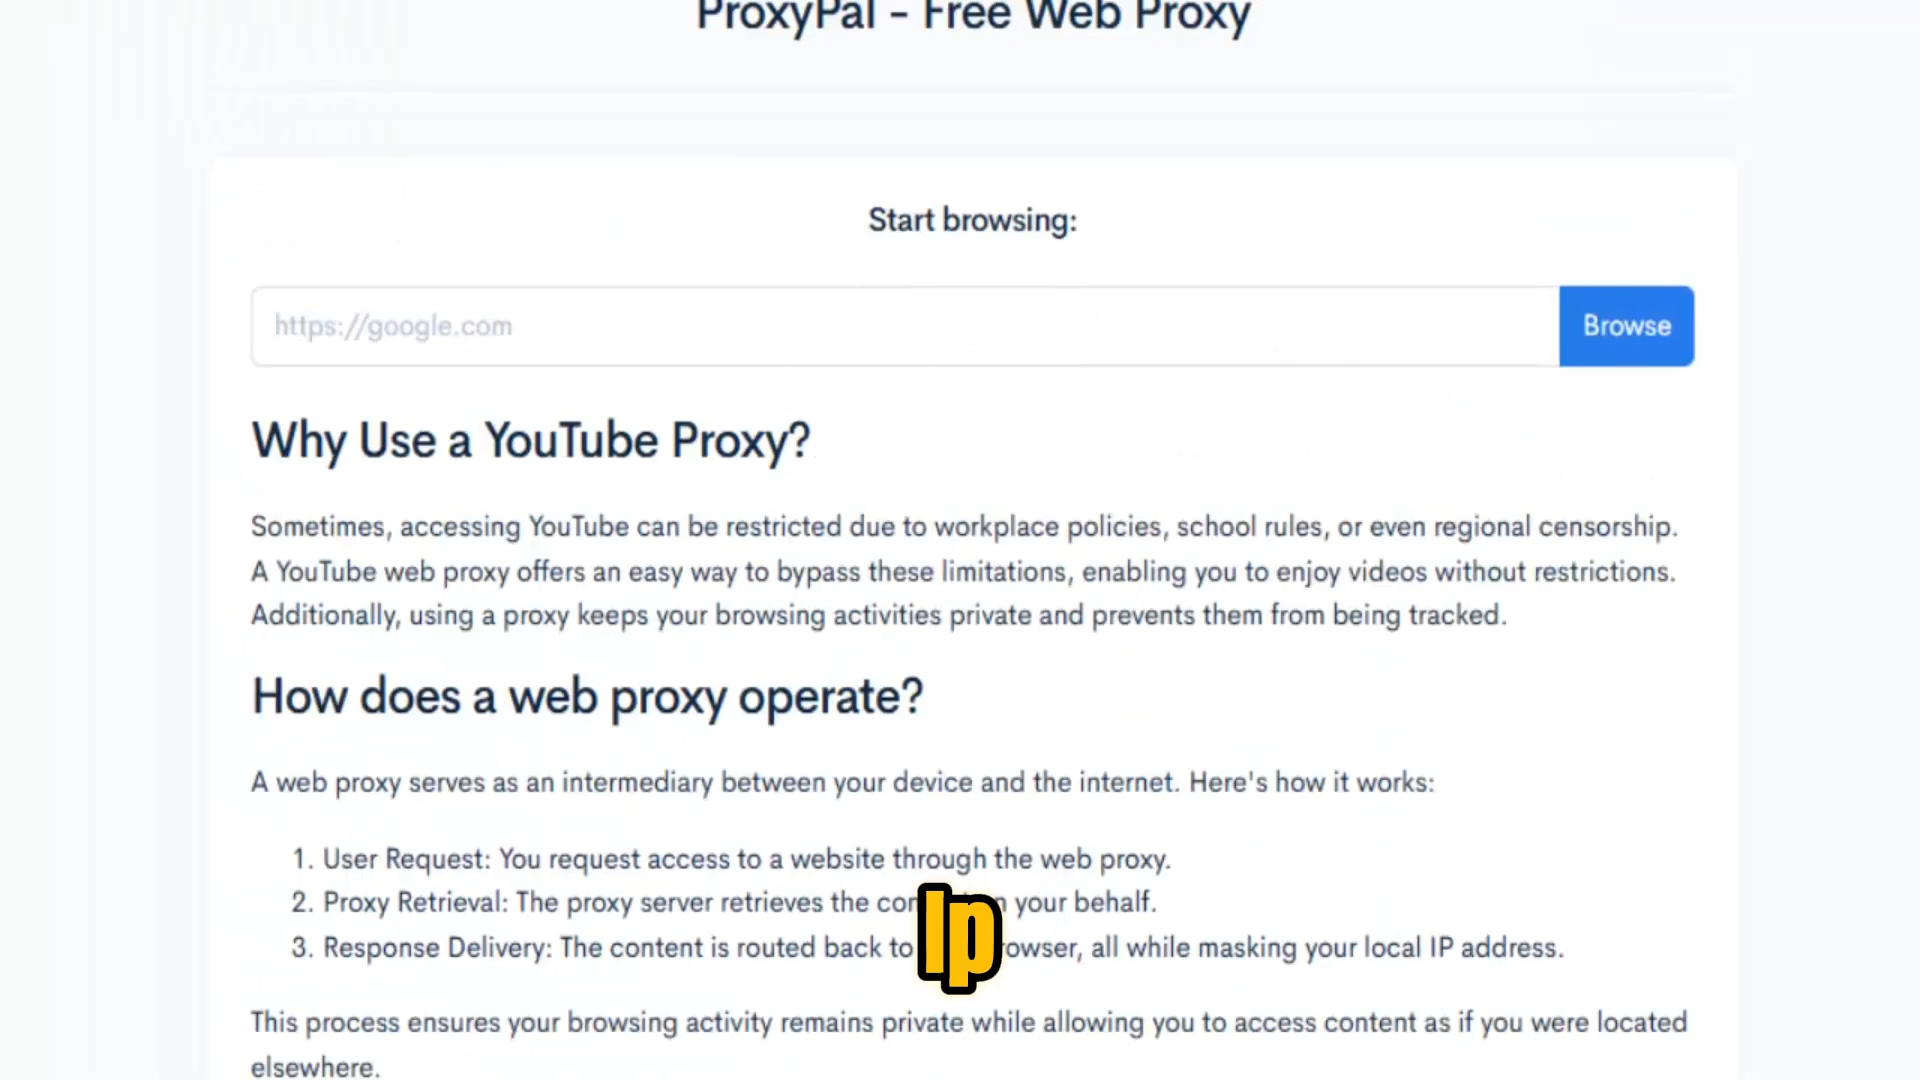 ProxyPal - Free Web Proxy
Start browsing:
https://google.com
Browse
Why Use a YouTube Proxy?
Sometimes, accessing YouTube can be restricted due to workplace policies, school rules, or even regional censorship.
A YouTube web proxy offers an easy way to bypass these limitations, enabling you to enjoy videos without restrictions.
Additionally, using a proxy keeps your browsing activities private and prevents them from being tracked.
How does a web proxy operate?
A web proxy serves as an intermediary between your device and the internet. Here's how it works:
1. User Request: You request access to a website through the web proxy.
2. Proxy Retrieval: The proxy server retrieves the your behalf.
3. Response Delivery: The content is routed back to all while masking your local IP address.
Ip
This process ensures your browsing activity remains private while allowing you to access content as if you were located
elsewhere.